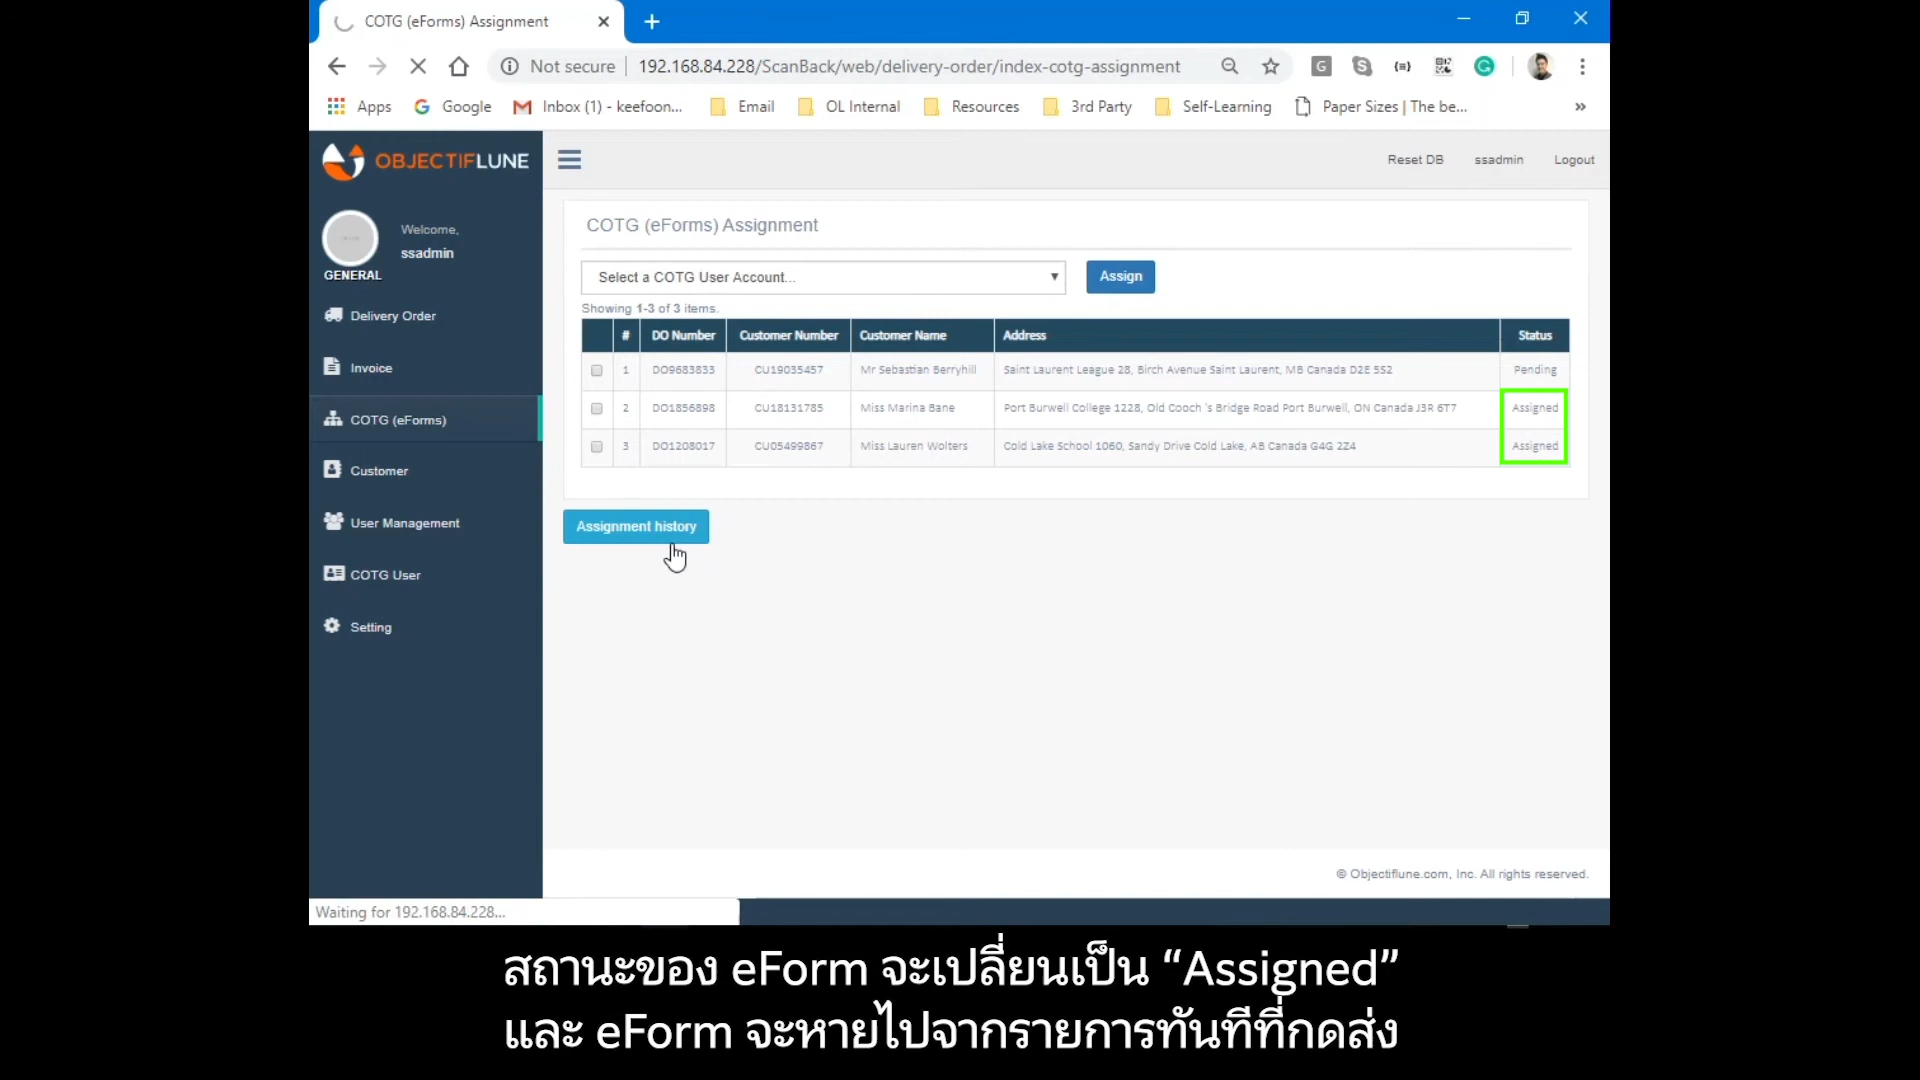 COTG (eForms) Assignment
Not secure
192.168.84.228/ScanBack/web/delivery-order/index-cotg-assignment
Apps
Google
Inbox (1) - keefoon...
Email
OL Internal
Resources
3rd Party
Self-Learning
Paper Sizes | The be...
»
OBJECTIFLUNE
Reset DB
ssadmin
Logout
Welcome,
ssadmin
GENERAL
Delivery Order
Invoice
COTG (eForms)
Customer
User Management
COTG User
Setting
COTG (eForms) Assignment
Select a COTG User Account...
Assign
Showing 1-3 of 3 items.
# DO Number Customer Number Customer Name Address Status
1 DO9683833 CU19035457 Mr Sebastian Berryhill Saint Laurent League 28, Birch Avenue Saint Laurent, MB Canada D2E 5S2 Pending
2 DO1856898 CU18131785 Miss Marina Bane Port Burwell College 1228, Old Cooch 's Bridge Road Port Burwell, ON Canada J3R 6T7 Assigned
3 DO1208017 CU05499867 Miss Lauren Wolters Cold Lake School 1060, Sandy Drive Cold Lake, AB Canada G4G 2Z4 Assigned
Assignment history
© Objectiflune.com, Inc. All rights reserved.
Waiting for 192.168.84.228...
สถานะของ eForm จะเปลี่ยนเป็น “Assigned”
และ eForm จะหายไปจากรายการทันทีที่กดส่ง